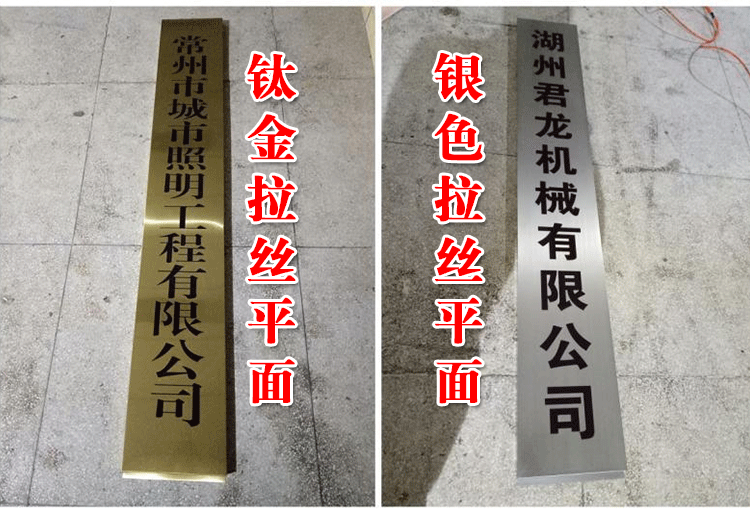 常州市城市照明工程有限公司
钛金拉丝平面
银色拉丝平面
湖州君龙机械有限公司